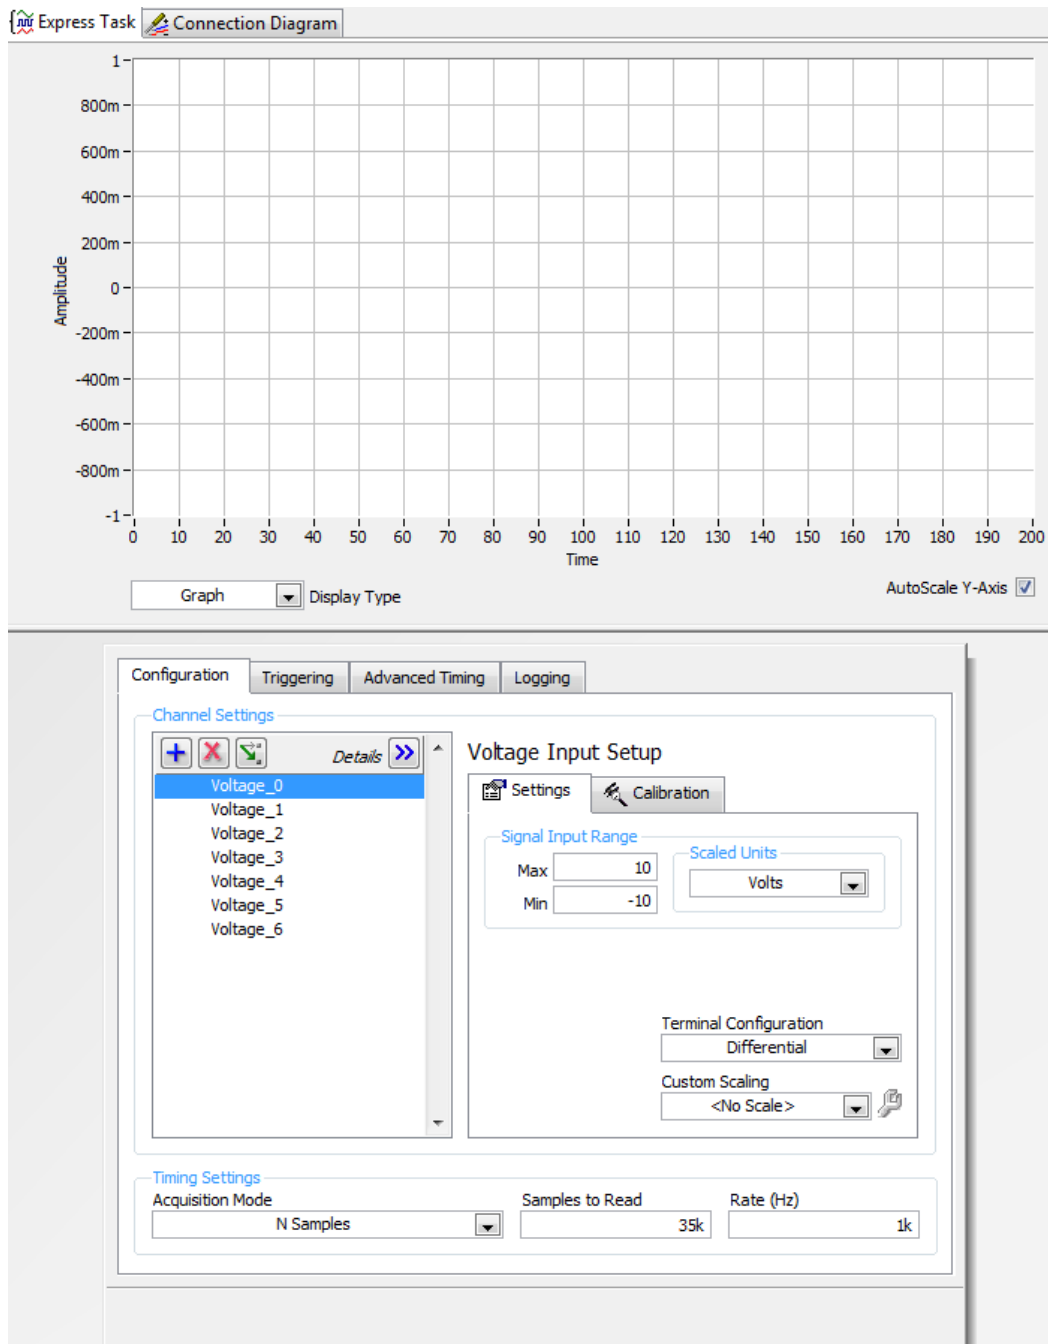 Express Task Connection Diagram
1
800m
600m
400m
200m
0
-200m
-400m
-600m
-800m
-1
Amplitude
0 10 20 30 40 50 60 70 80 90 100 110 120 130 140 150 160 170 180 190 200
Time
Graph Display Type AutoScale Y-Axis
Configuration Triggering Advanced Timing Logging
Channel Settings
Details
Voltage_0
Voltage_1
Voltage_2
Voltage_3
Voltage_4
Voltage_5
Voltage_6
Voltage Input Setup
Settings Calibration
Signal Input Range
Max 10
Min -10
Scaled Units
Volts
Terminal Configuration
Differential
Custom Scaling
<No Scale>
Timing Settings
Acquisition Mode Samples to Read Rate (Hz)
N Samples 35k 1k